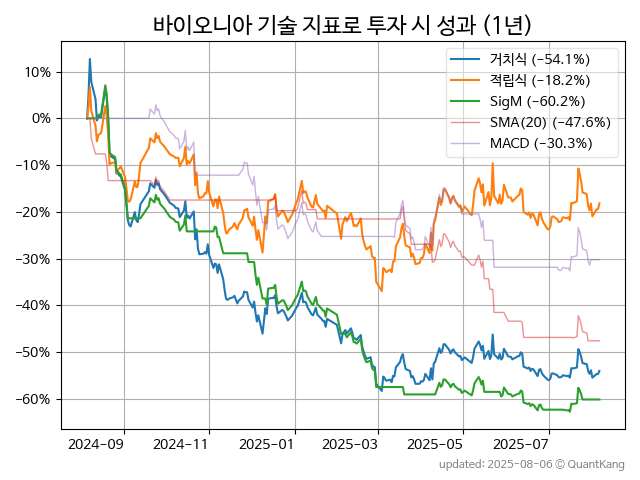 바이오니아 기술 지표로 투자 시 성과 (1년)
거치식 (−54.1%)
적립식 (−18.2%)
SigM (−60.2%)
SMA(20) (−47.6%)
MACD (−30.3%)
10%
0%
−10%
−20%
−30%
−40%
−50%
−60%
2024-09
2024-11
2025-01
2025-03
2025-05
2025-07
updated: 2025-08-06 © QuantKang